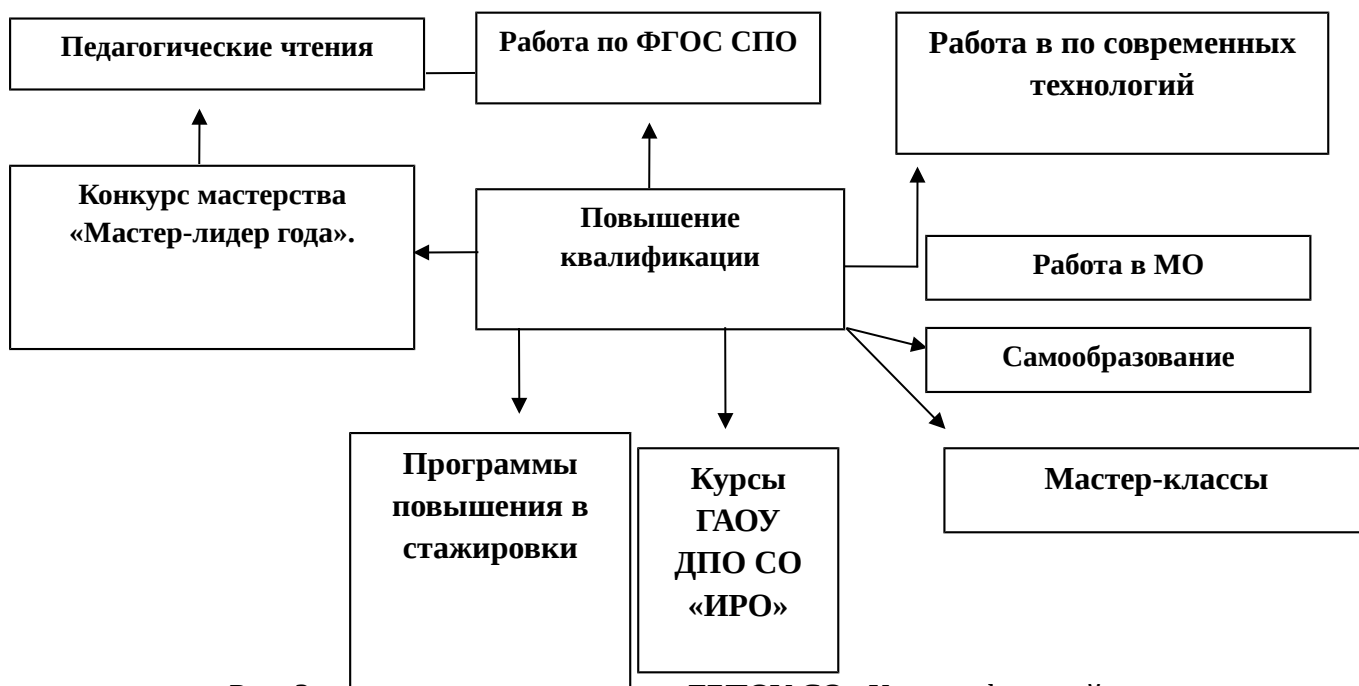 Педагогические чтения
Работа по ФГОС СПО
Работа в по современных
технологий
Конкурс мастерства
«Мастер-лидер года».
Повышение
квалификации
Работа в МО
Самообразование
Программы
повышения в
стажировки
Курсы
ГАОУ
ДПО СО
«ИРО»
Мастер-классы